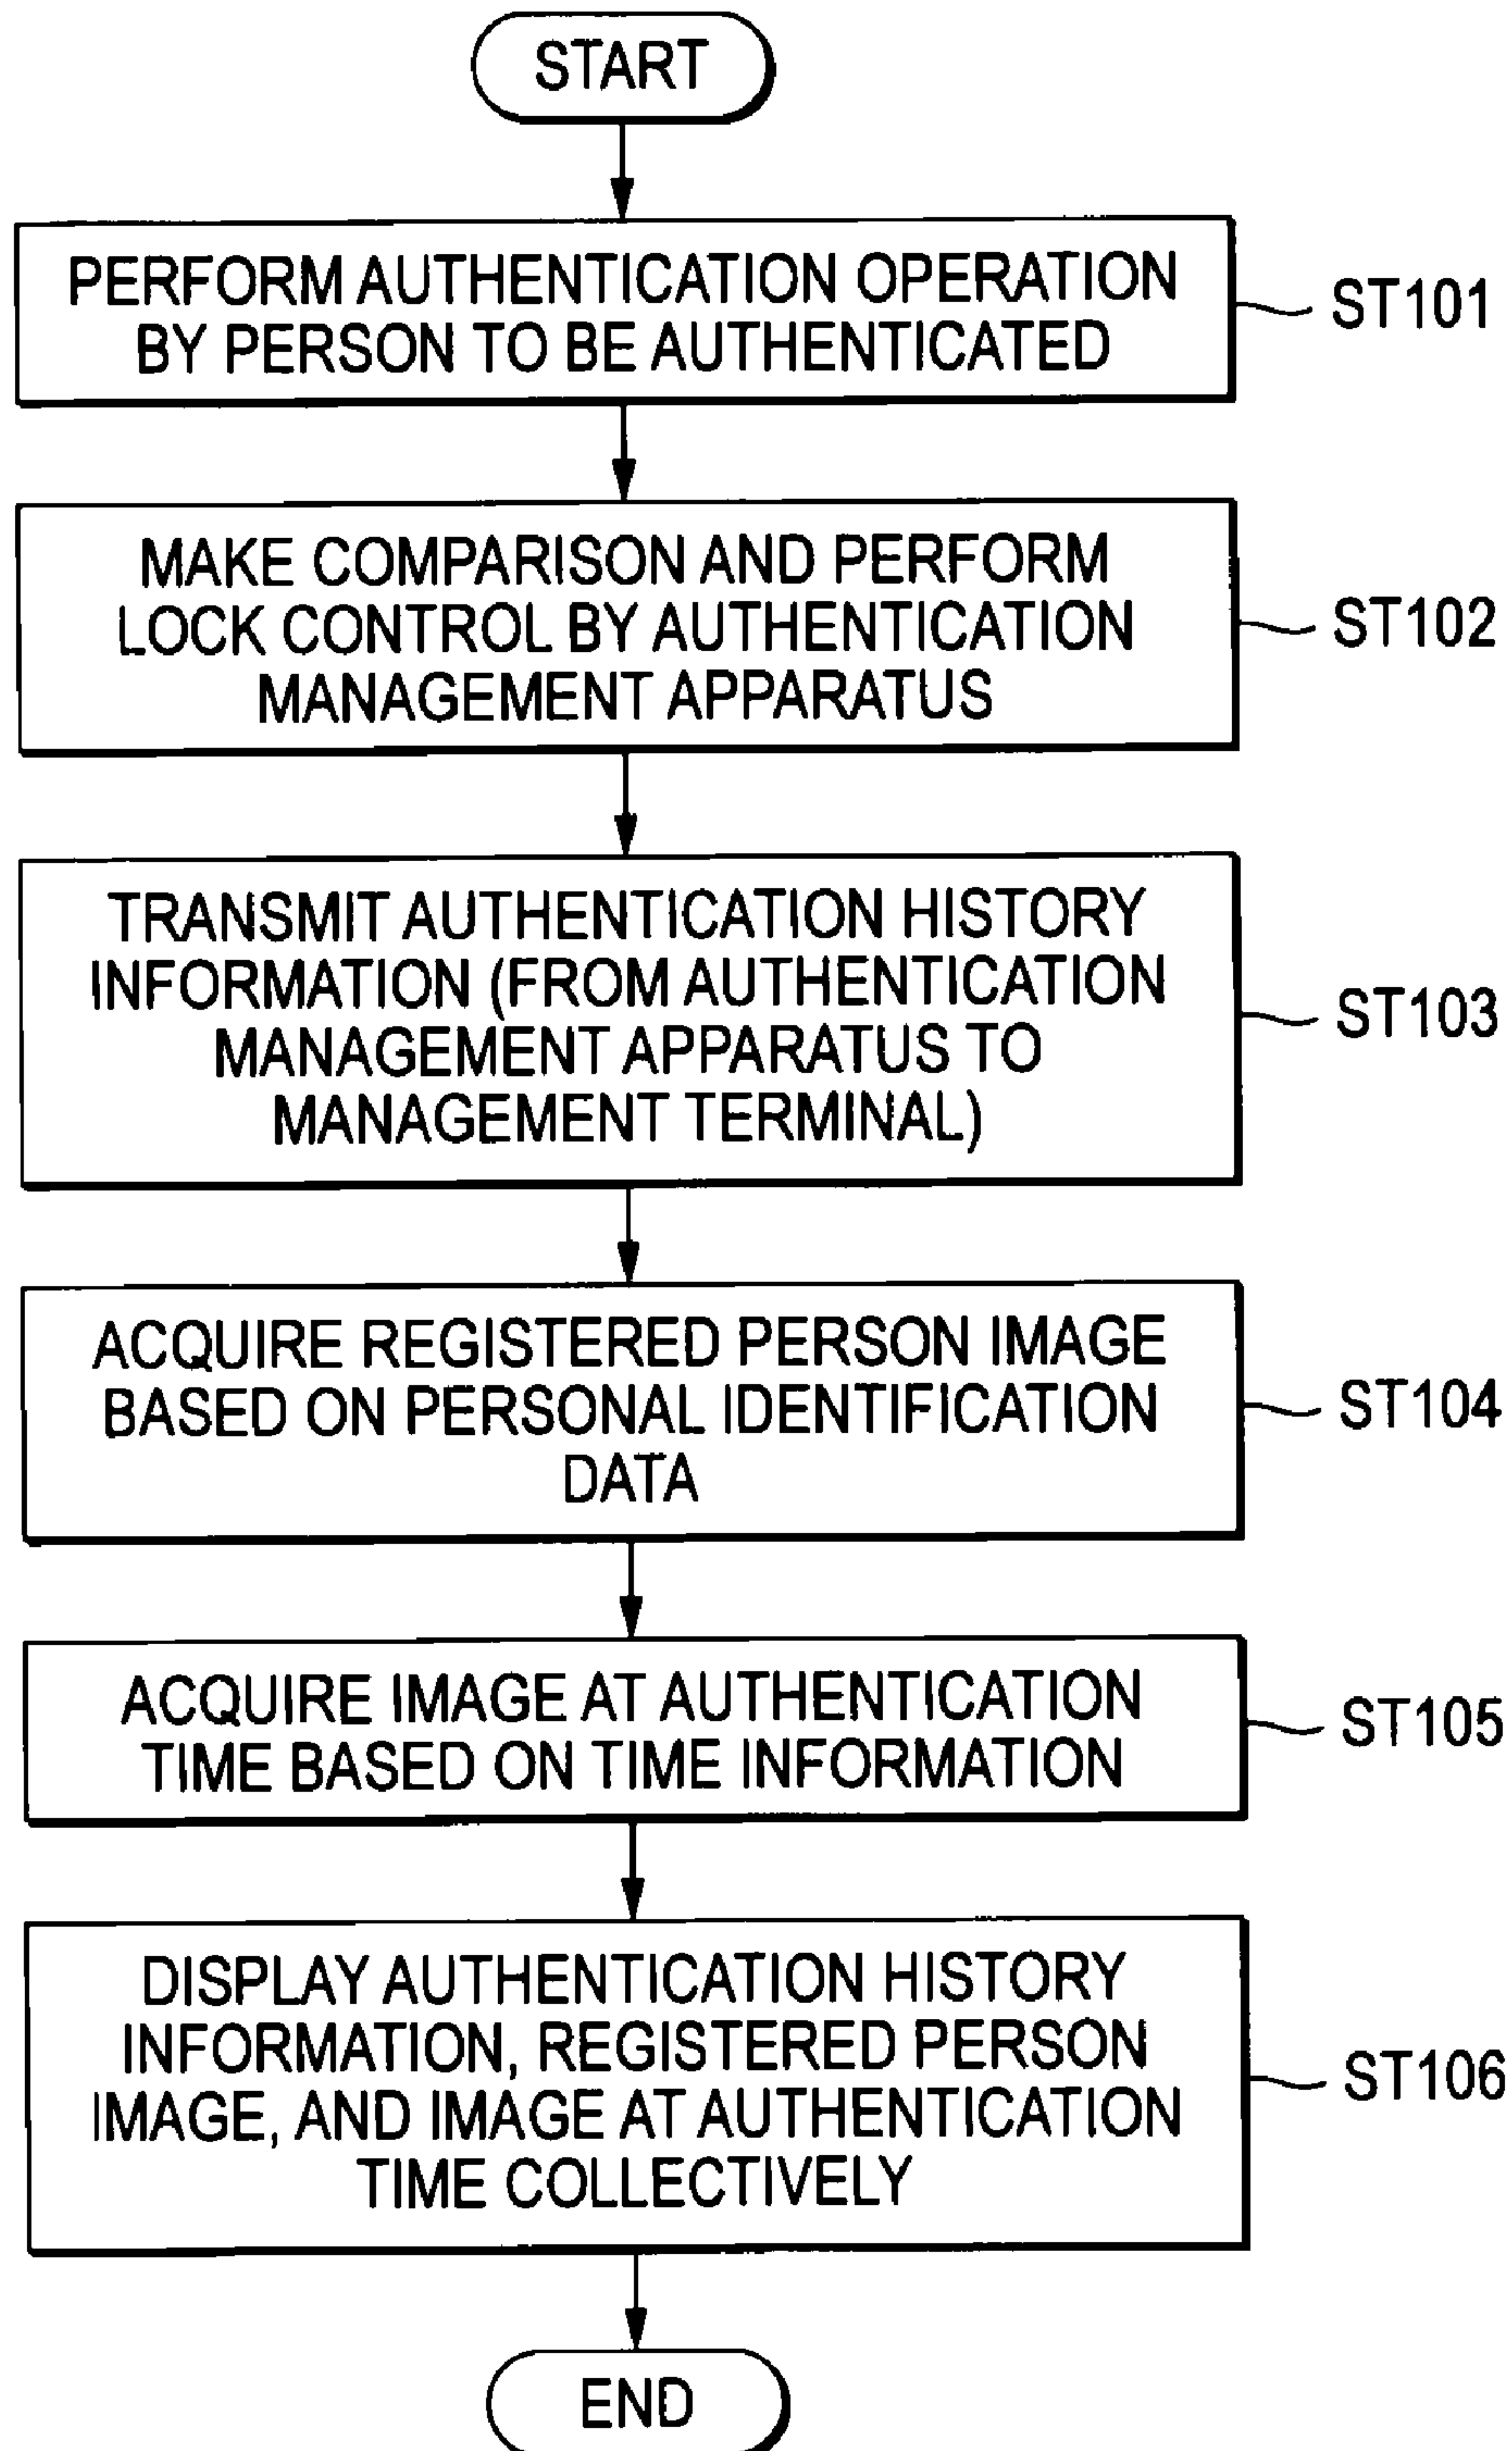 START
PERFORM AUTHENTICATION OPERATION
BY PERSON TO BE AUTHENTICATED
ST101
MAKE COMPARISON AND PERFORM
LOCK CONTROL BY AUTHENTICATION
MANAGEMENT APPARATUS
ST102
TRANSMIT AUTHENTICATION HISTORY
INFORMATION (FROM AUTHENTICATION
MANAGEMENT APPARATUS TO
MANAGEMENT TERMINAL)
ST103
ACQUIRE REGISTERED PERSON IMAGE
BASED ON PERSONAL IDENTIFICATION
DATA
ST104
ACQUIRE IMAGE AT AUTHENTICATION
TIME BASED ON TIME INFORMATION
ST105
DISPLAY AUTHENTICATION HISTORY
INFORMATION, REGISTERED PERSON
IMAGE, AND IMAGE AT AUTHENTICATION
TIME COLLECTIVELY
ST106
END